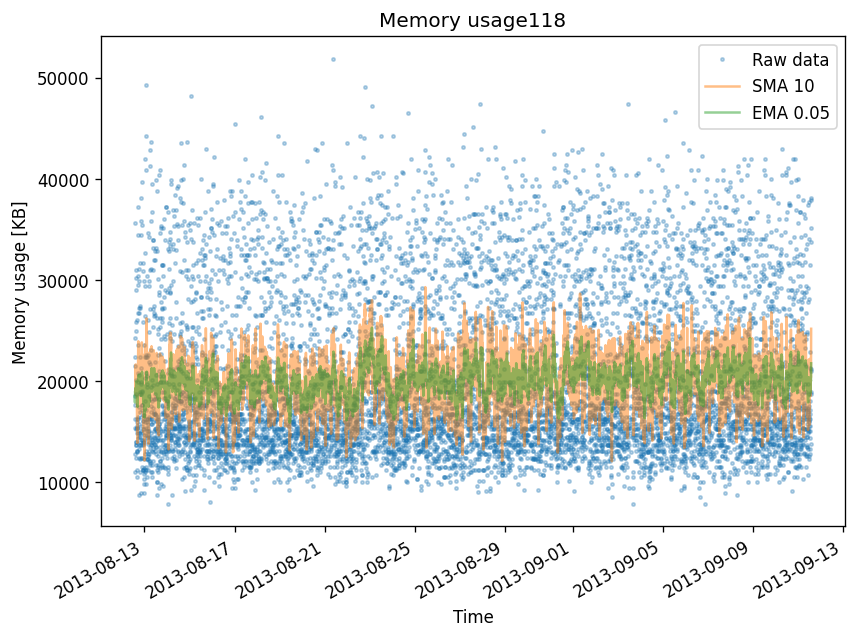 Memory usage118
Raw data
SMA 10
EMA 0.05
50000
40000
30000
20000
10000
Memory usage [KB]
2013-08-13
2013-08-17
2013-08-21
2013-08-25
2013-08-29
2013-09-01
2013-09-05
2013-09-09
2013-09-13
Time